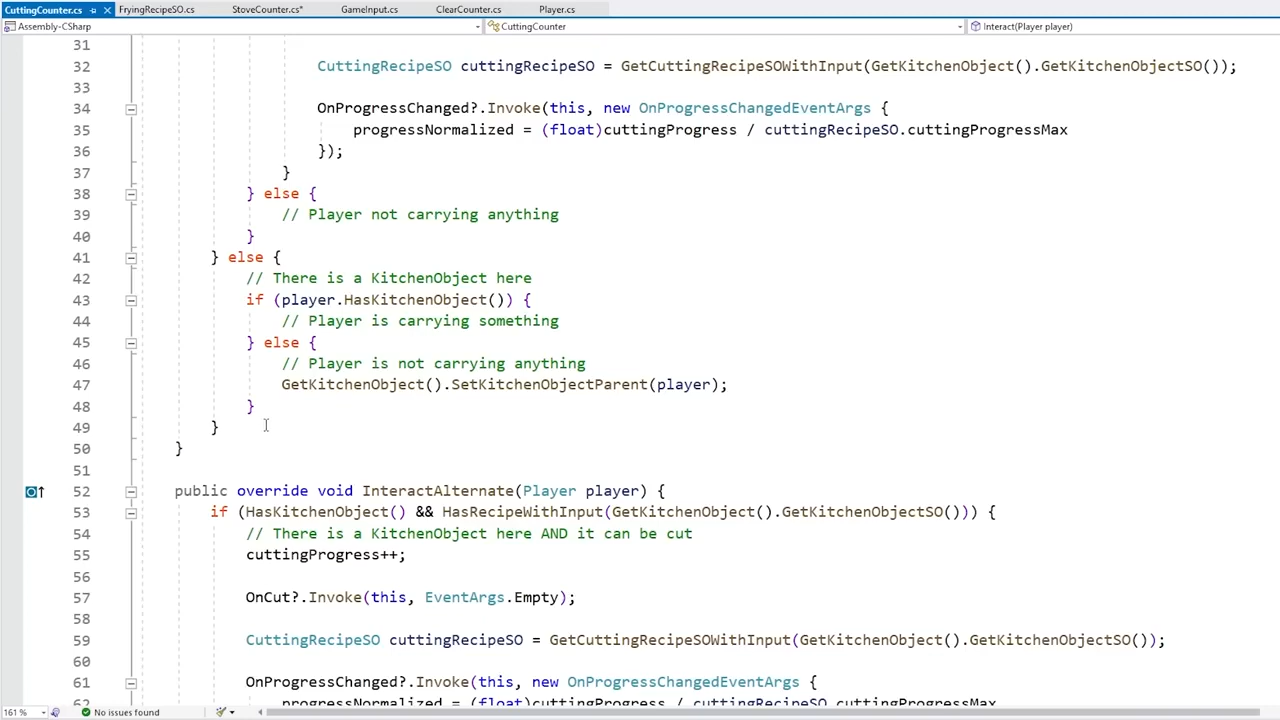 CuttingCounter.cs FryingRecipeSO.cs StoveCounter.cs* GameInput.cs ClearCounter.cs Player.cs
Assembly-CSharp CuttingCounter Interact(Player player)
31
32 CuttingRecipeSO cuttingRecipeSO = GetCuttingRecipeSOWithInput(GetKitchenObject().GetKitchenObjectSO());
33
34 OnProgressChanged?.Invoke(this, new OnProgressChangedEventArgs {
35 progressNormalized = (float)cuttingProgress / cuttingRecipeSO.cuttingProgressMax
36 });
37 }
38 } else {
39 // Player not carrying anything
40 }
41 } else {
42 // There is a KitchenObject here
43 if (player.HasKitchenObject()) {
44 // Player is carrying something
45 } else {
46 // Player is not carrying anything
47 GetKitchenObject().SetKitchenObjectParent(player);
48 }
49 }
50 }
51
52 public override void InteractAlternate(Player player) {
53 if (HasKitchenObject() && HasRecipeWithInput(GetKitchenObject().GetKitchenObjectSO())) {
54 // There is a KitchenObject here AND it can be cut
55 cuttingProgress++;
56
57 OnCut?.Invoke(this, EventArgs.Empty);
58
59 CuttingRecipeSO cuttingRecipeSO = GetCuttingRecipeSOWithInput(GetKitchenObject().GetKitchenObjectSO());
60
61 OnProgressChanged?.Invoke(this, new OnProgressChangedEventArgs {
62 progressNormalized = (float)cuttingProgress / cuttingRecipeSO.cuttingProgressMax
161 % No issues found